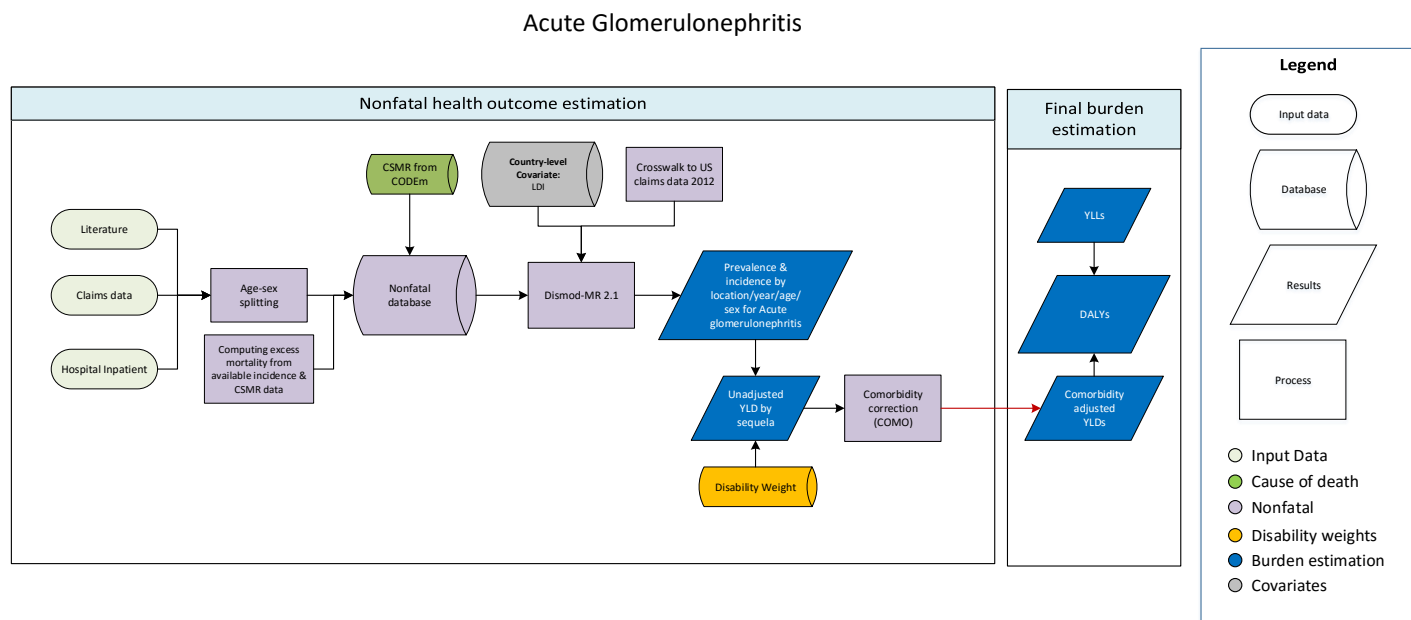 Acute Glomerulonephritis
Nonfatal health outcome estimation
Literature
Claims data
Hospital Inpatient
Age-sex
splitting
Computing excess
mortality from
available incidence &
CSMR data
CSMR from
CODEm
Nonfatal
database
Country-level
Covariate:
LDI
Crosswalk to US
claims data 2012
Dismod-MR 2.1
Prevalence &
incidence by
location/year/age/
sex for Acute
glomerulonephritis
Unadjusted
YLD by
sequela
Disability Weight
Comorbidity
correction
(COMO)
Final burden
estimation
YLLs
DALYs
Comorbidity
adjusted
YLDs
Legend
Input data
Database
Results
Process
Input Data
Cause of death
Nonfatal
Disability weights
Burden estimation
Covariates